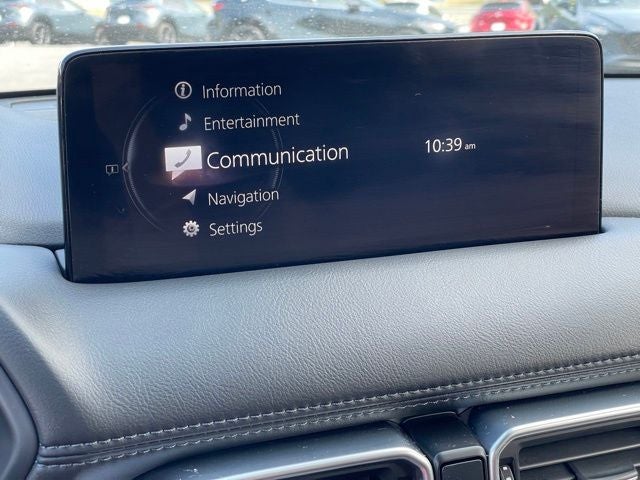 Information
Entertainment
Communication
10:39 am
Navigation
Settings